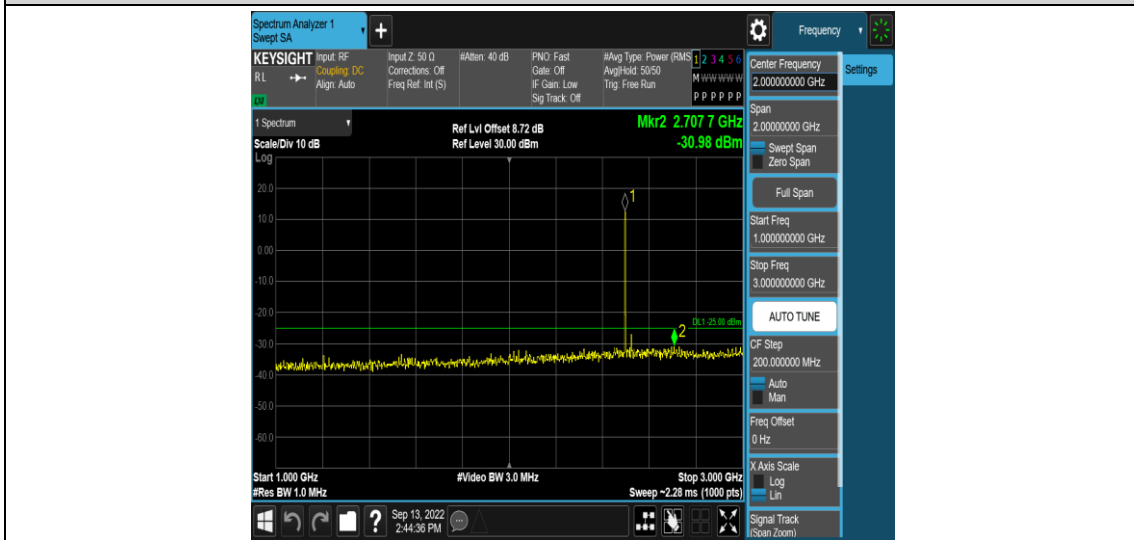 Spectrum Analyzer 1
Swept SA
+
Frequency
KEYSIGHT
RL
LXI
Input: RF
Coupling: DC
Align: Auto
Input Z: 50 Ω
Corrections: Off
Freq Ref: Int (S)
#Atten: 40 dB
PNO: Fast
Gate: Off
IF Gain: Low
Sig Track: Off
#Avg Type: Power (RMS
Avg|Hold: 50/50
Trig: Free Run
1 2 3 4 5 6
M W W W W W
P P P P P P
Center Frequency
2.000000000 GHz
Settings
1 Spectrum
Scale/Div 10 dB
Log
Ref Lvl Offset 8.72 dB
Ref Level 30.00 dBm
Mkr2 2.707 7 GHz
-30.98 dBm
Span
2.00000000 GHz
Swept Span
Zero Span
Full Span
Start Freq
1.000000000 GHz
Stop Freq
3.000000000 GHz
AUTO TUNE
CF Step
200.000000 MHz
Auto
Man
Freq Offset
0 Hz
X Axis Scale
Log
Lin
Signal Track
(Span Zoom)
20.0
10.0
0.00
-10.0
-20.0
-30.0
-40.0
-50.0
-60.0
1
2
DL1 -25.00 dBm
Start 1.000 GHz
#Res BW 1.0 MHz
#Video BW 3.0 MHz
Stop 3.000 GHz
Sweep ~2.28 ms (1000 pts)
?
Sep 13, 2022
2:44:36 PM